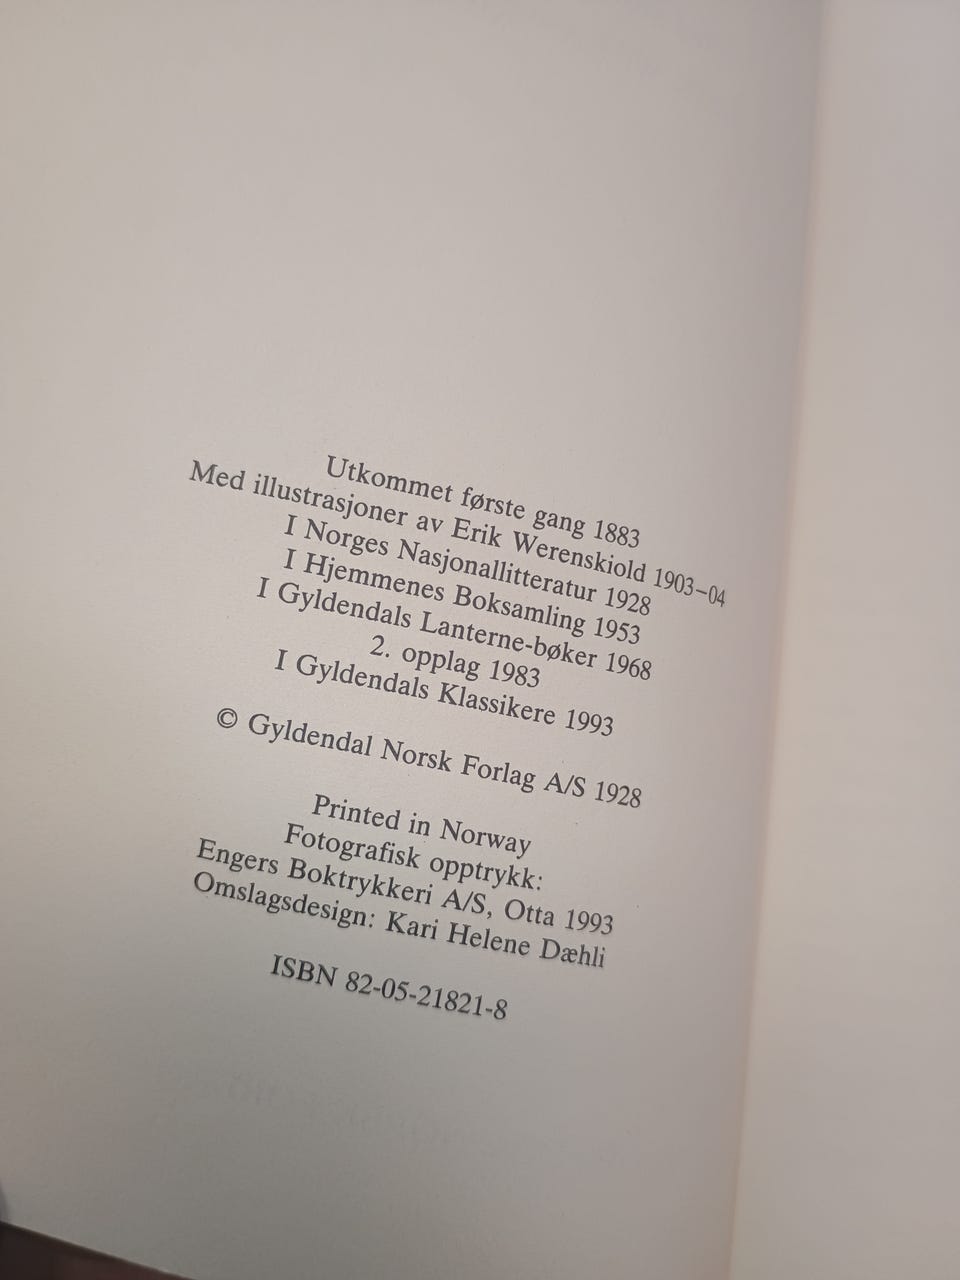 Utkommet første gang 1883
Med illustrasjoner av Erik Werenskiold 1903–04
I Norges Nasjonallitteratur 1928
I Hjemmenes Boksamling 1953
I Gyldendals Lanterne-bøker 1968
2. opplag 1983
I Gyldendals Klassikere 1993
© Gyldendal Norsk Forlag A/S 1928
Printed in Norway
Fotografisk opptrykk:
Engers Boktrykkeri A/S, Otta 1993
Omslagsdesign: Kari Helene Dæhli
ISBN 82-05-21821-8